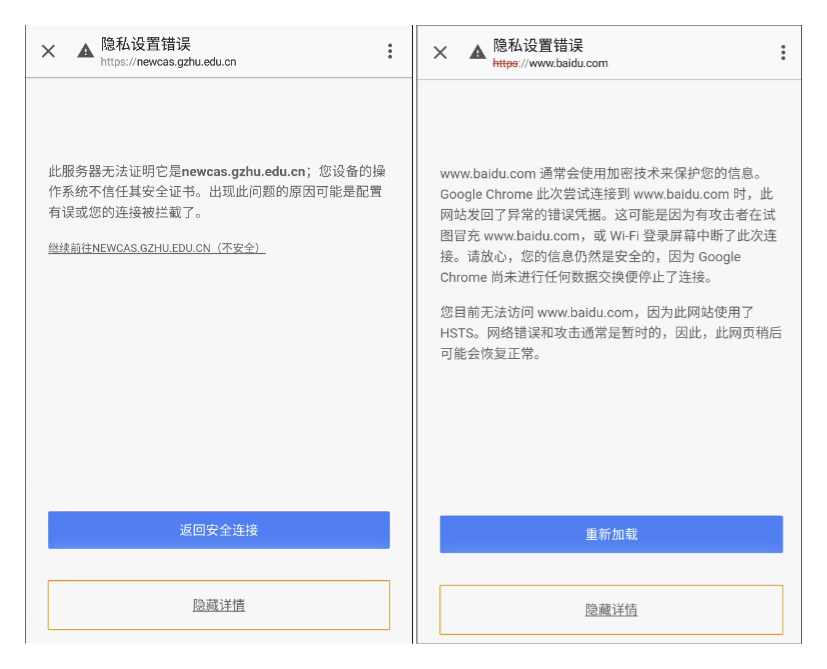 隐私设置错误
https://newcas.gzhu.edu.cn
此服务器无法证明它是newcas.gzhu.edu.cn；您设备的操
作系统不信任其安全证书。出现此问题的原因可能是配置
有误或您的连接被拦截了。
继续前往NEWCAS.GZHU.EDU.CN（不安全）
返回安全连接
隐藏详情
隐私设置错误
https://www.baidu.com
www.baidu.com 通常会使用加密技术来保护您的信息。
Google Chrome 此次尝试连接到 www.baidu.com 时，此
网站发回了异常的错误凭据。这可能是因为有攻击者在试
图冒充 www.baidu.com，或 Wi-Fi 登录屏幕中断了此次连
接。请放心，您的信息仍然是安全的，因为 Google
Chrome 尚未进行任何数据交换便停止了连接。
您目前无法访问 www.baidu.com，因为此网站使用了
HSTS。网络错误和攻击通常是暂时的，因此，此网页稍后
可能会恢复正常。
重新加载
隐藏详情